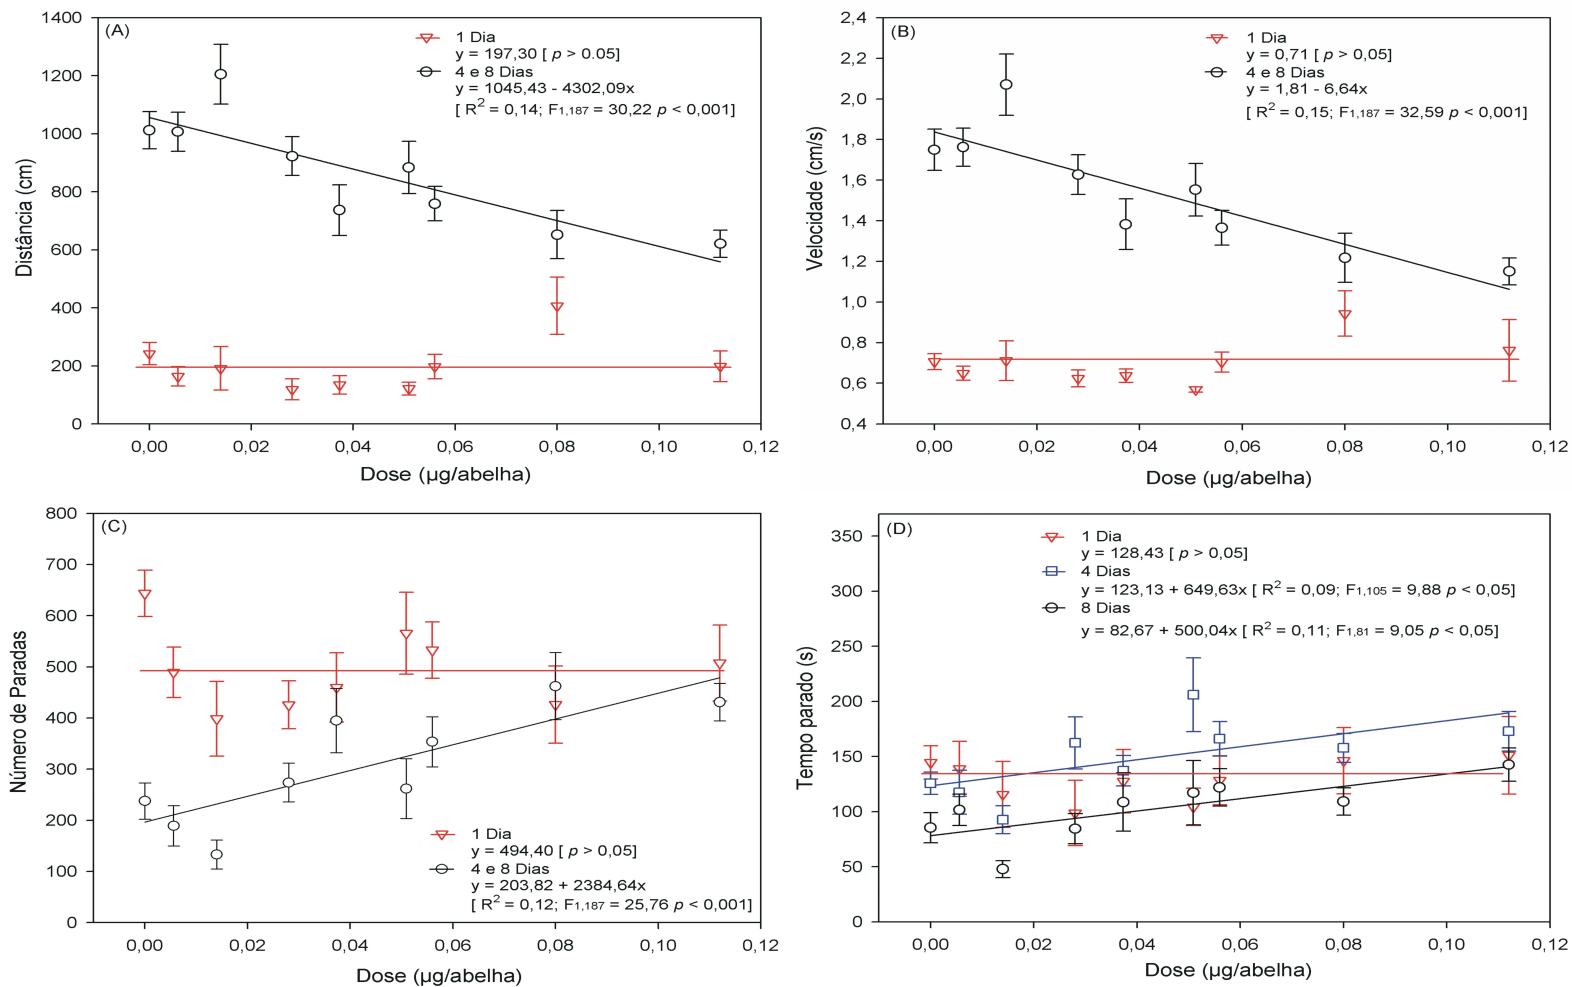 (A)
1 Dia
y = 197,30 [ p > 0.05]
4 e 8 Dias
y = 1045,43 - 4302,09x
[ R2 = 0,14; F1,187 = 30,22 p < 0,001]
1400
1200
1000
800
600
400
200
0
Distância (cm)
0,00 0,02 0,04 0,06 0,08 0,10 0,12
Dose (µg/abelha)
(B)
1 Dia
y = 0,71 [ p > 0,05]
4 e 8 Dias
y = 1,81 - 6,64x
[ R2 = 0,15; F1,187 = 32,59 p < 0,001]
2,4
2,2
2,0
1,8
1,6
1,4
1,2
1,0
0,8
0,6
0,4
Velocidade (cm/s)
0,00 0,02 0,04 0,06 0,08 0,10 0,12
Dose (µg/abelha)
(C)
800
700
600
500
400
300
200
100
0
Número de Paradas
1 Dia
y = 494,40 [ p > 0,05]
4 e 8 Dias
y = 203,82 + 2384,64x
[ R2 = 0,12; F1,187 = 25,76 p < 0,001]
0,00 0,02 0,04 0,06 0,08 0,10 0,12
Dose (µg/abelha)
(D)
1 Dia
y = 128,43 [ p > 0,05]
4 Dias
y = 123,13 + 649,63x [ R2 = 0,09; F1,105 = 9,88 p < 0,05]
8 Dias
y = 82,67 + 500,04x [ R2 = 0,11; F1,81 = 9,05 p < 0,05]
350
300
250
200
150
100
50
0
Tempo parado (s)
0,00 0,02 0,04 0,06 0,08 0,10 0,12
Dose (µg/abelha)